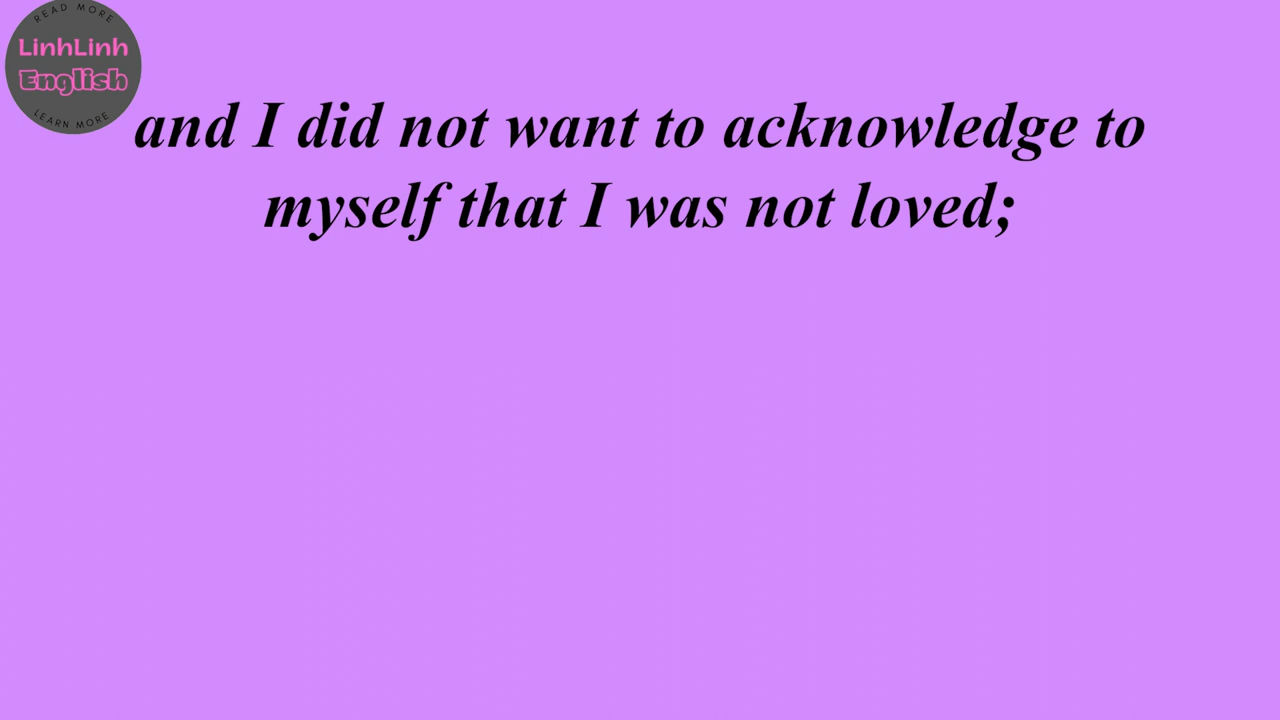 READ MORE
LinhLinh
English
LEARN MORE
and I did not want to acknowledge to
myself that I was not loved;